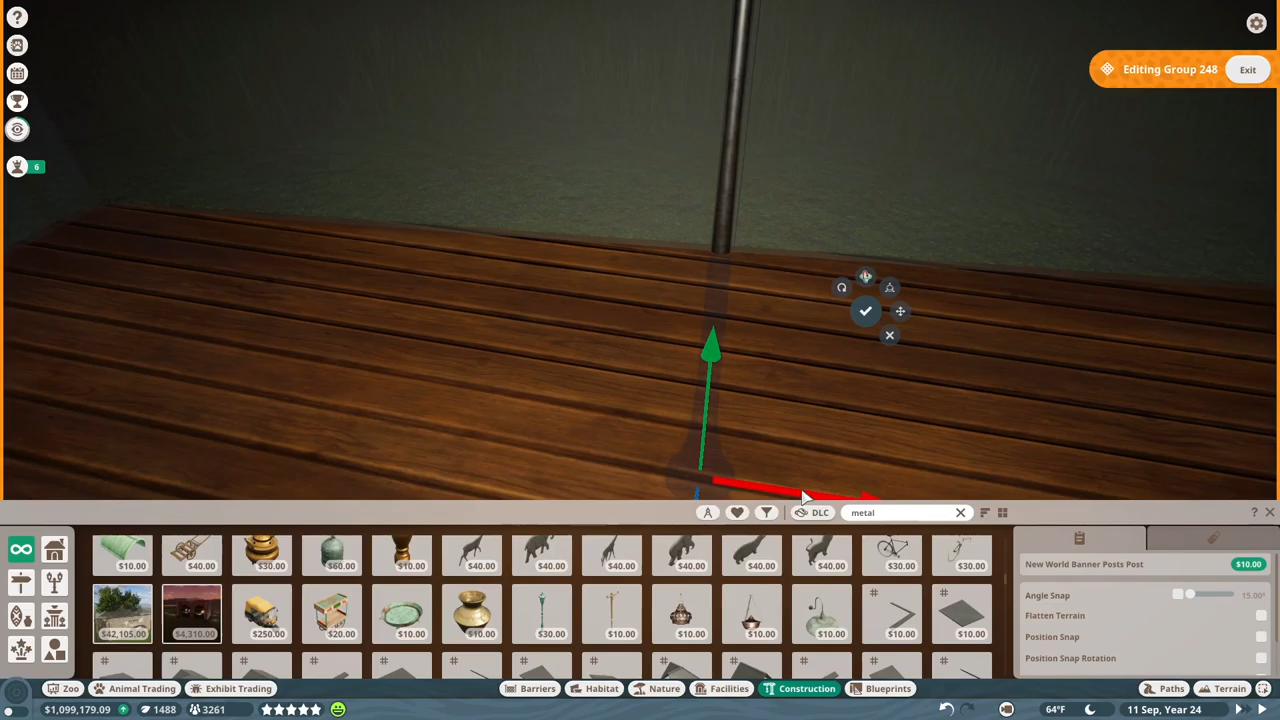 Editing Group 248 Exit
6
DLC metal
$10.00 $40.00 $30.00 $60.00 $10.00 $40.00 $40.00 $40.00 $40.00 $40.00 $40.00 $30.00 $30.00
$42,105.00 $4,310.00 $250.00 $20.00 $10.00 $10.00 $30.00 $10.00 $10.00 $10.00 $10.00 $10.00 $10.00
New World Banner Posts Post $10.00
Angle Snap 15.00°
Flatten Terrain
Position Snap
Position Snap Rotation
Zoo Animal Trading Exhibit Trading Barriers Habitat Nature Facilities Construction Blueprints Paths Terrain
$1,099,179.09 1488 3261 64°F 11 Sep, Year 24